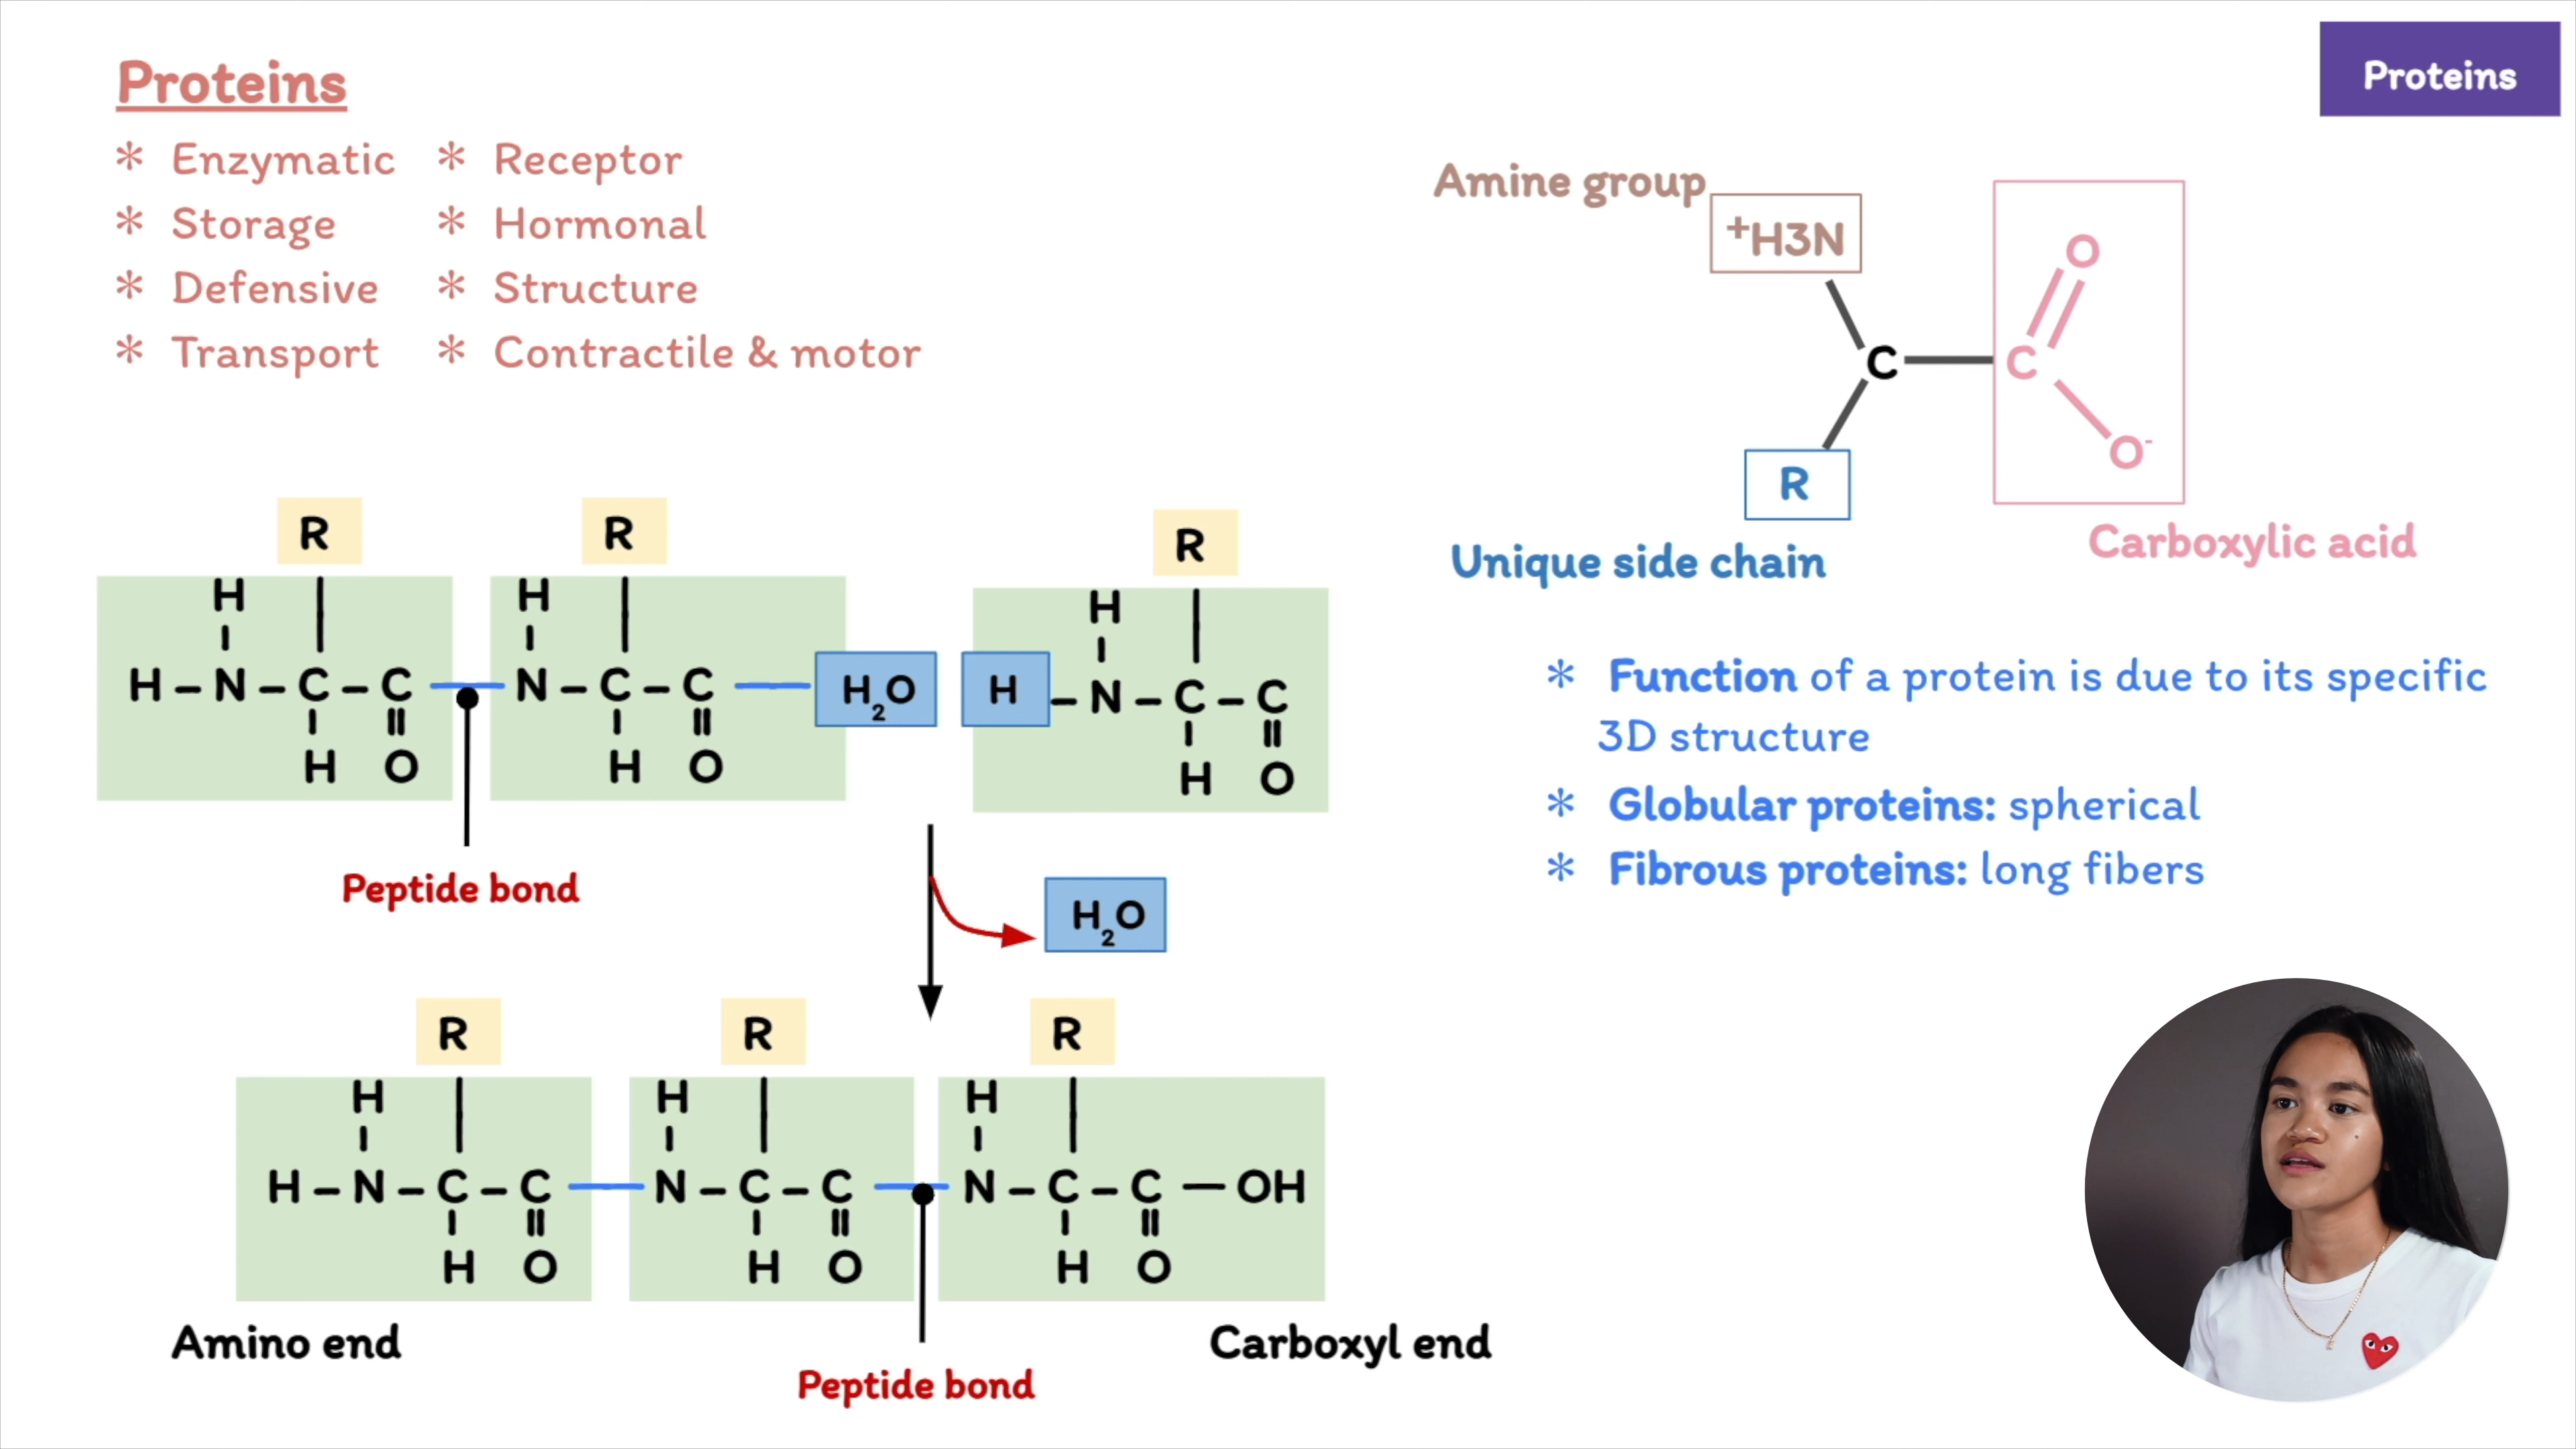 Proteins
Proteins
* Enzymatic
* Storage
* Defensive
* Transport
* Receptor
* Hormonal
* Structure
* Contractile & motor
Amine group
⁺H3N
C
C
O
O⁻
R
Unique side chain
Carboxylic acid
* Function of a protein is due to its specific
3D structure
* Globular proteins: spherical
* Fibrous proteins: long fibers
R R R
H H H
H – N – C – C — N – C – C — H₂O H – N – C – C
H O H O H O
Peptide bond
H₂O
R R R
H H H
H – N – C – C — N – C – C — N – C – C — OH
H O H O H O
Amino end
Carboxyl end
Peptide bond